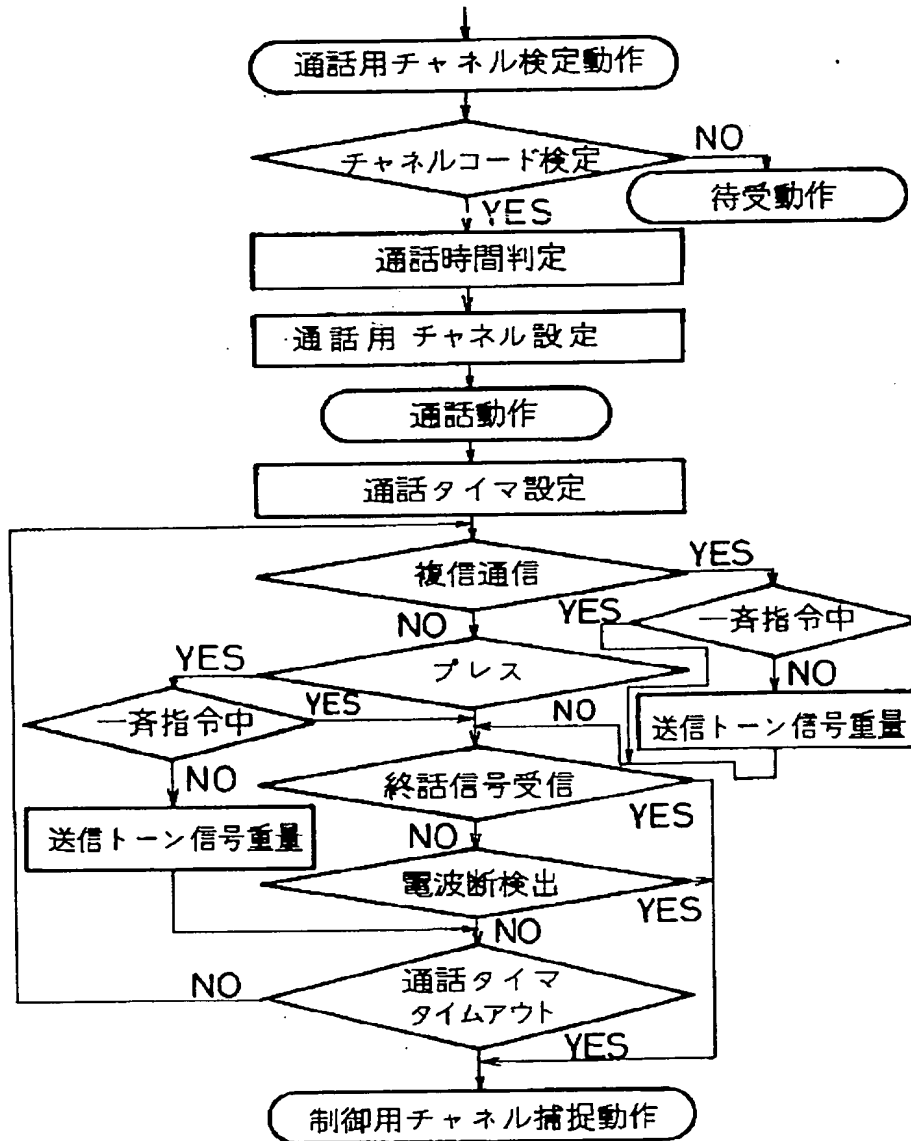 通話用チャネル検定動作
チャネルコード検定
NO
待受動作
YES
通話時間判定
通話用チャネル設定
通話動作
通話タイマ設定
複信通信
YES
一斉指令中
YES
NO
NO
送信トーン信号重量
プレス
YES
NO
一斉指令中
YES
NO
送信トーン信号重量
終話信号受信
YES
NO
電波断検出
YES
NO
通話タイマ
タイムアウト
NO
YES
制御用チャネル捕捉動作